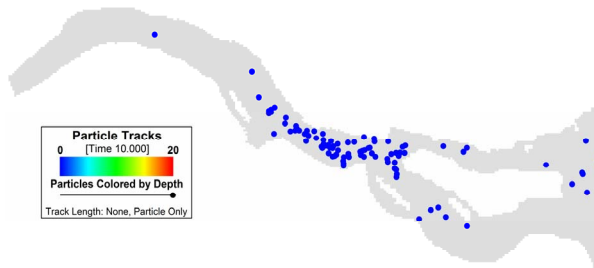 Particle Tracks
[Time 10.000]
0 20
Particles Colored by Depth
Track Length: None, Particle Only